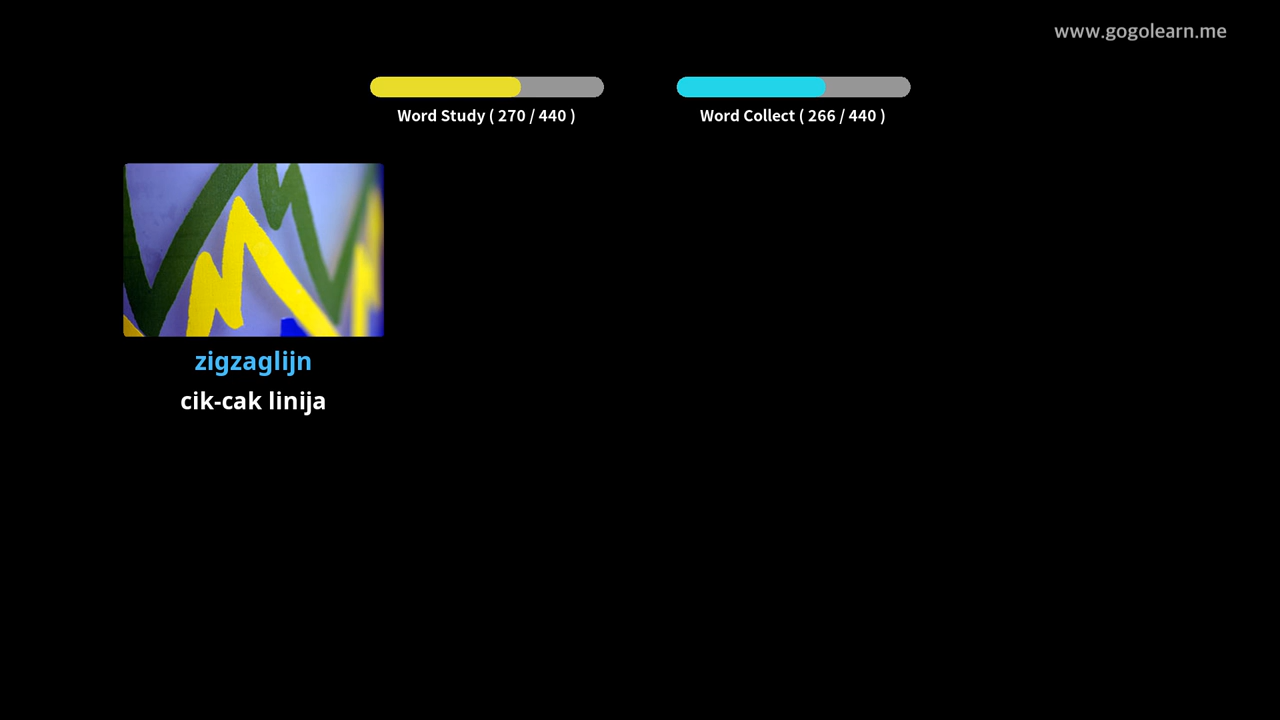 www.gogolearn.me
Word Study ( 270 / 440 )
Word Collect ( 266 / 440 )
zigzaglijn
cik-cak linija